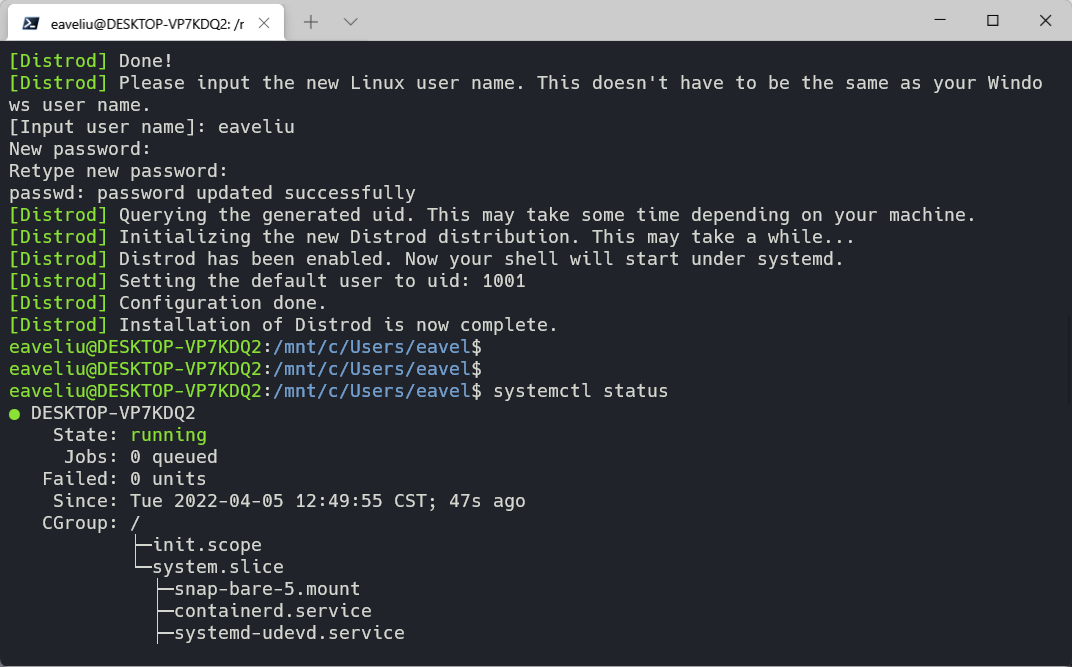 eaveliu@DESKTOP-VP7KDQ2: /r
[Distrod] Done!
[Distrod] Please input the new Linux user name. This doesn't have to be the same as your Windo
ws user name.
[Input user name]: eaveliu
New password:
Retype new password:
passwd: password updated successfully
[Distrod] Querying the generated uid. This may take some time depending on your machine.
[Distrod] Initializing the new Distrod distribution. This may take a while...
[Distrod] Distrod has been enabled. Now your shell will start under systemd.
[Distrod] Setting the default user to uid: 1001
[Distrod] Configuration done.
[Distrod] Installation of Distrod is now complete.
eaveliu@DESKTOP-VP7KDQ2:/mnt/c/Users/eavel$
eaveliu@DESKTOP-VP7KDQ2:/mnt/c/Users/eavel$
eaveliu@DESKTOP-VP7KDQ2:/mnt/c/Users/eavel$ systemctl status
● DESKTOP-VP7KDQ2
    State: running
     Jobs: 0 queued
   Failed: 0 units
    Since: Tue 2022-04-05 12:49:55 CST; 47s ago
   CGroup: /
           ├─init.scope
           └─system.slice
             ├─snap-bare-5.mount
             ├─containerd.service
             ├─systemd-udevd.service